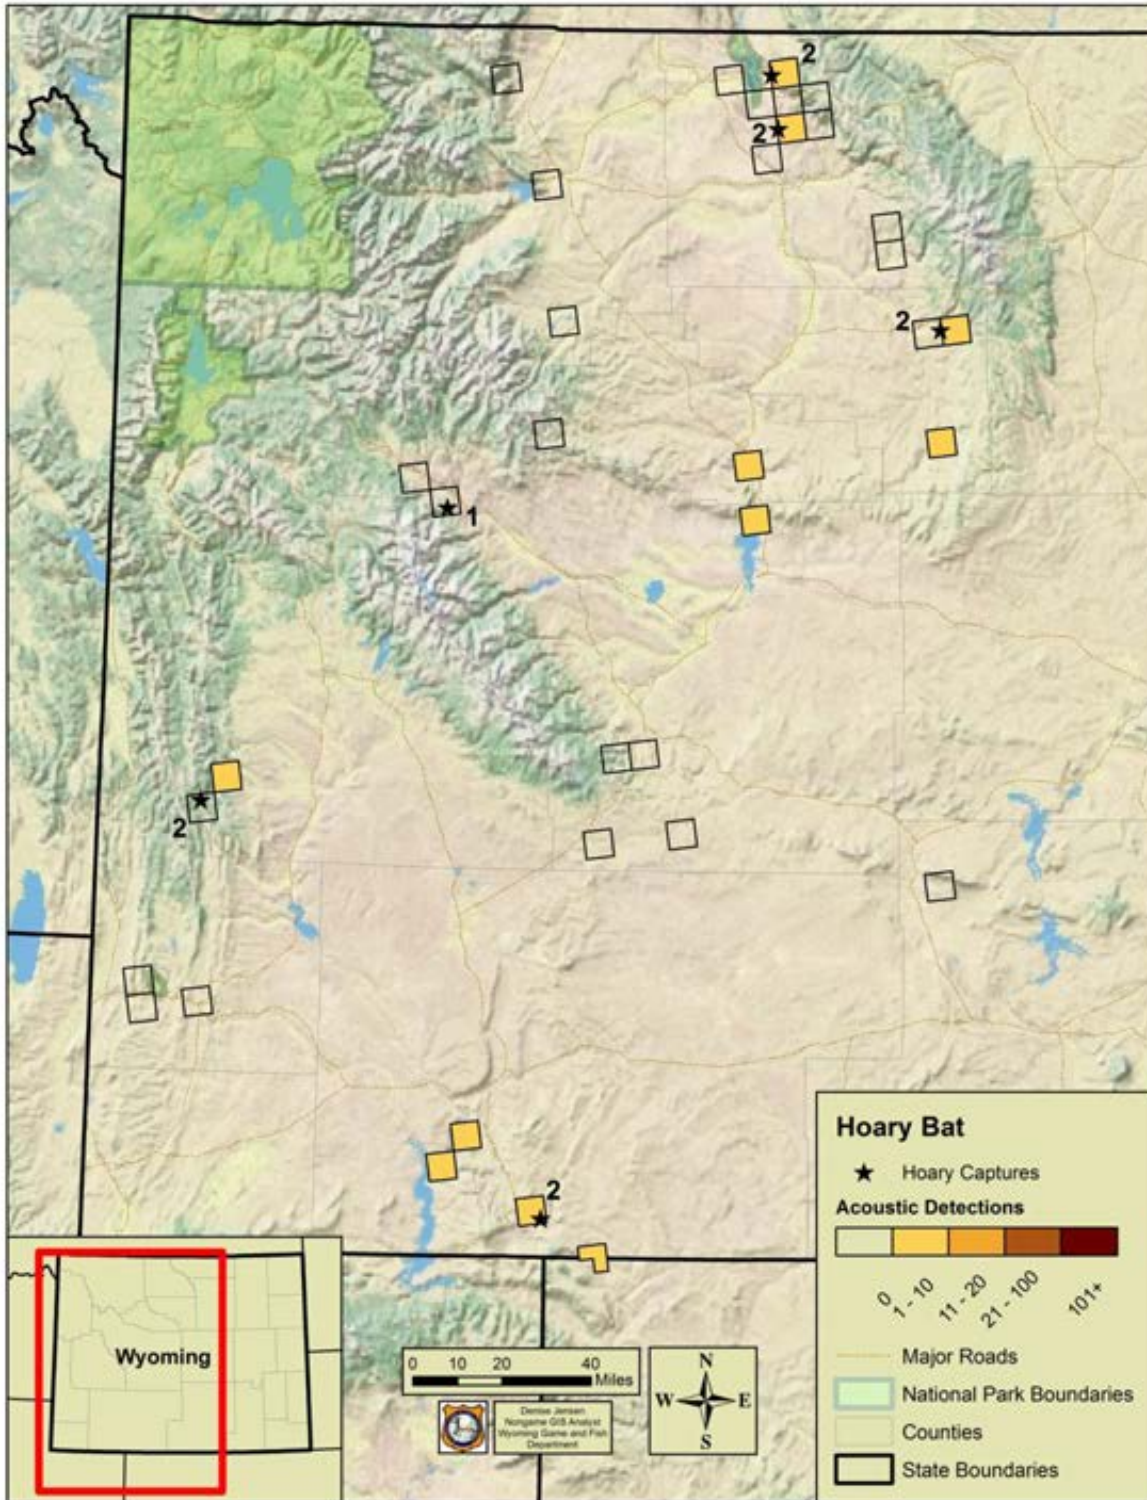 2
2
2
1
2
2
Hoary Bat
Hoary Captures
Acoustic Detections
0
1 - 10
11 - 20
21 - 100
101+
Major Roads
National Park Boundaries
Counties
State Boundaries
Wyoming
0 10 20 40
Miles
Denise Jensen
Nongame GIS Analyst
Wyoming Game and Fish
Department
N
W E
S